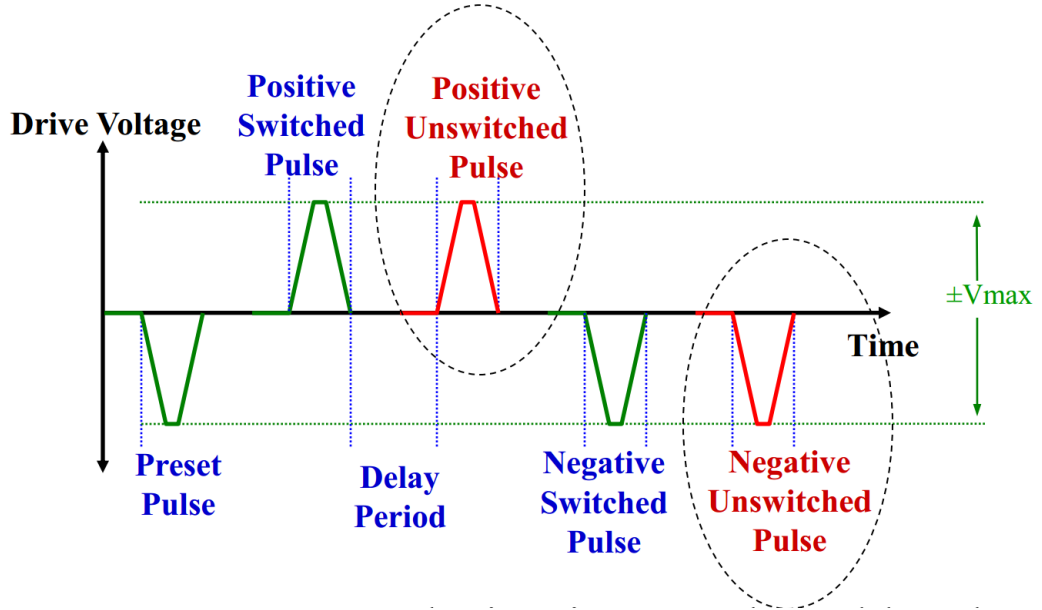 Positive
Switched
Pulse
Positive
Unswitched
Pulse
Drive Voltage
±Vmax
Time
Preset
Pulse
Delay
Period
Negative
Switched
Pulse
Negative
Unswitched
Pulse